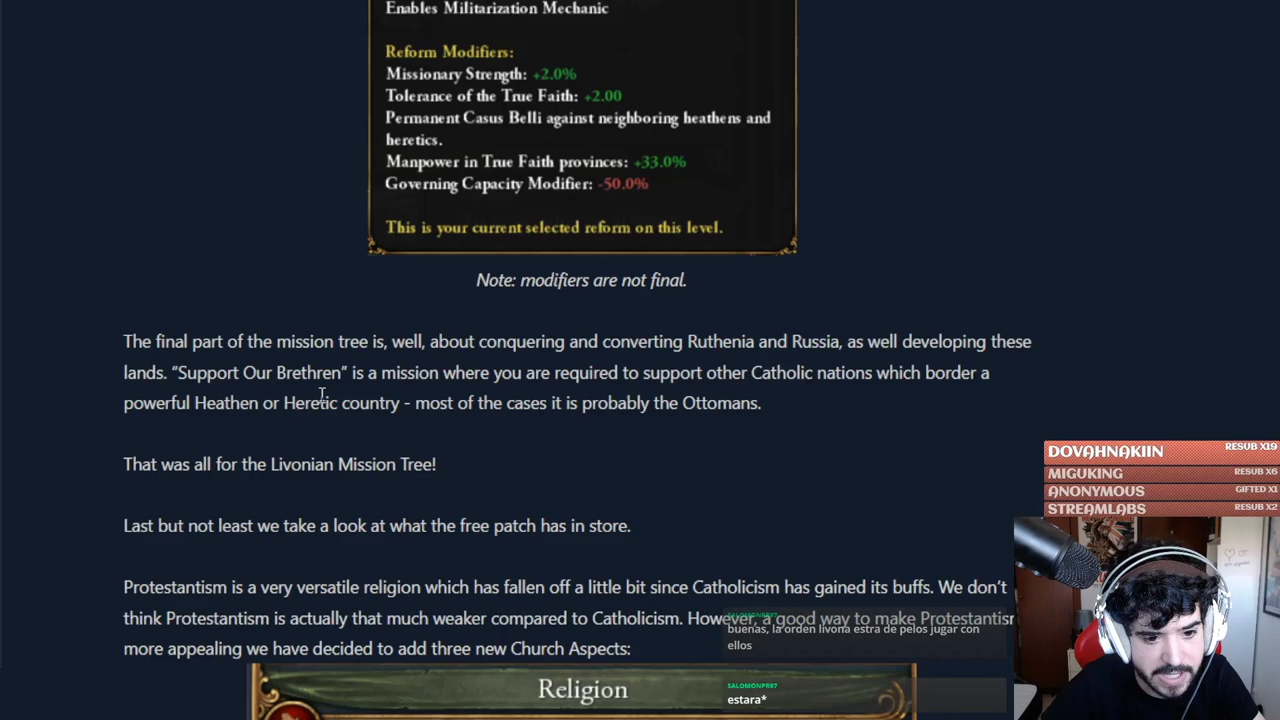 Enables Militarization Mechanic
Reform Modifiers:
Missionary Strength: +2.0%
Tolerance of the True Faith: +2.00
Permanent Casus Belli against neighboring heathens and
heretics.
Manpower in True Faith provinces: +33.0%
Governing Capacity Modifier: -50.0%
This is your current selected reform on this level.
Note: modifiers are not final.
The final part of the mission tree is, well, about conquering and converting Ruthenia and Russia, as well developing these
lands. “Support Our Brethren” is a mission where you are required to support other Catholic nations which border a
powerful Heathen or Heretic country - most of the cases it is probably the Ottomans.
That was all for the Livonian Mission Tree!
Last but not least we take a look at what the free patch has in store.
Protestantism is a very versatile religion which has fallen off a little bit since Catholicism has gained its buffs. We don’t
think Protestantism is actually that much weaker compared to Catholicism. However, a good way to make Protestantism
more appealing we have decided to add three new Church Aspects:
Religion
DOVAHNAKIIN RESUB X19
MIGUKING RESUB X6
ANONYMOUS GIFTED X1
STREAMLABS RESUB X2
SALOMONPR97
buenas, la orden livona estra de pelos jugar con
ellos
SALOMONPR97
estara*